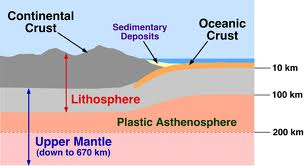 Continental
Crust
Sedimentary
Deposits
Oceanic
Crust
10 km
Lithosphere
100 km
Plastic Asthenosphere
200 km
Upper Mantle
(down to 670 km)